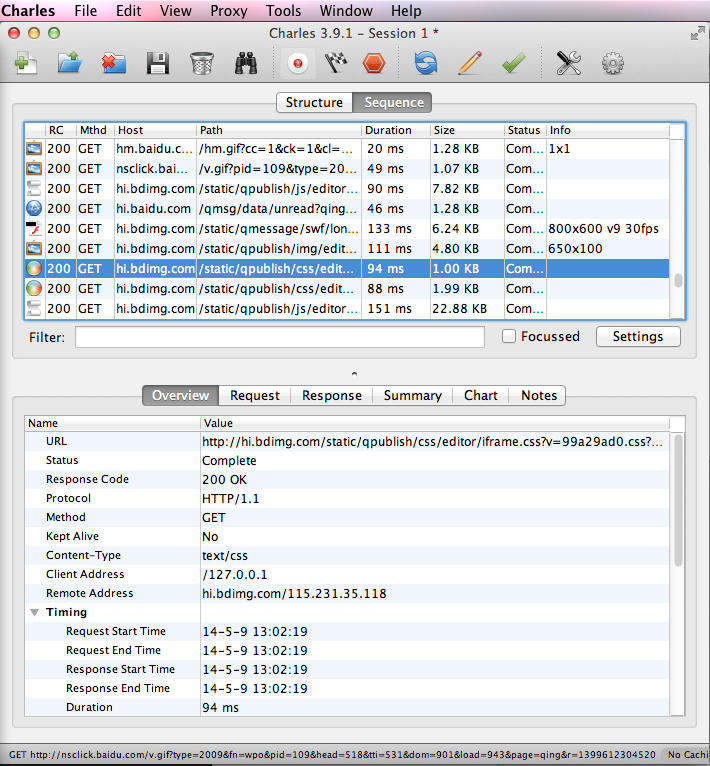 Charles File Edit View Proxy Tools Window Help
Charles 3.9.1 – Session 1 *
Structure Sequence
RC Mthd Host Path Duration Size Status Info
200 GET hm.baidu.c... /hm.gif?cc=1&ck=1&cl=... 20 ms 1.28 KB Com... 1x1
200 GET nsclick.bai... /v.gif?pid=109&type=20... 49 ms 1.07 KB Com...
200 GET hi.bdimg.com /static/qpublish/js/editor... 90 ms 7.82 KB Com...
200 GET hi.baidu.com /qmsg/data/unread?qing... 46 ms 1.28 KB Com...
200 GET hi.bdimg.com /static/qmessage/swf/lon... 133 ms 6.24 KB Com... 800x600 v9 30fps
200 GET hi.bdimg.com /static/qpublish/img/edit... 111 ms 4.80 KB Com... 650x100
200 GET hi.bdimg.com /static/qpublish/css/edit... 94 ms 1.00 KB Com...
200 GET hi.bdimg.com /static/qpublish/css/edit... 88 ms 1.99 KB Com...
200 GET hi.bdimg.com /static/qpublish/js/editor... 151 ms 22.88 KB Com...
Filter: Focussed Settings
Overview Request Response Summary Chart Notes
Name Value
URL http://hi.bdimg.com/static/qpublish/css/editor/iframe.css?v=99a29ad0.css?...
Status Complete
Response Code 200 OK
Protocol HTTP/1.1
Method GET
Kept Alive No
Content-Type text/css
Client Address /127.0.0.1
Remote Address hi.bdimg.com/115.231.35.118
Timing
Request Start Time 14-5-9 13:02:19
Request End Time 14-5-9 13:02:19
Response Start Time 14-5-9 13:02:19
Response End Time 14-5-9 13:02:19
Duration 94 ms
GET http://nsclick.baidu.com/v.gif?type=2009&fn=wpo&pid=109&head=518&tti=531&dom=901&load=943&page=qing&r=1399612304520 No Cachi